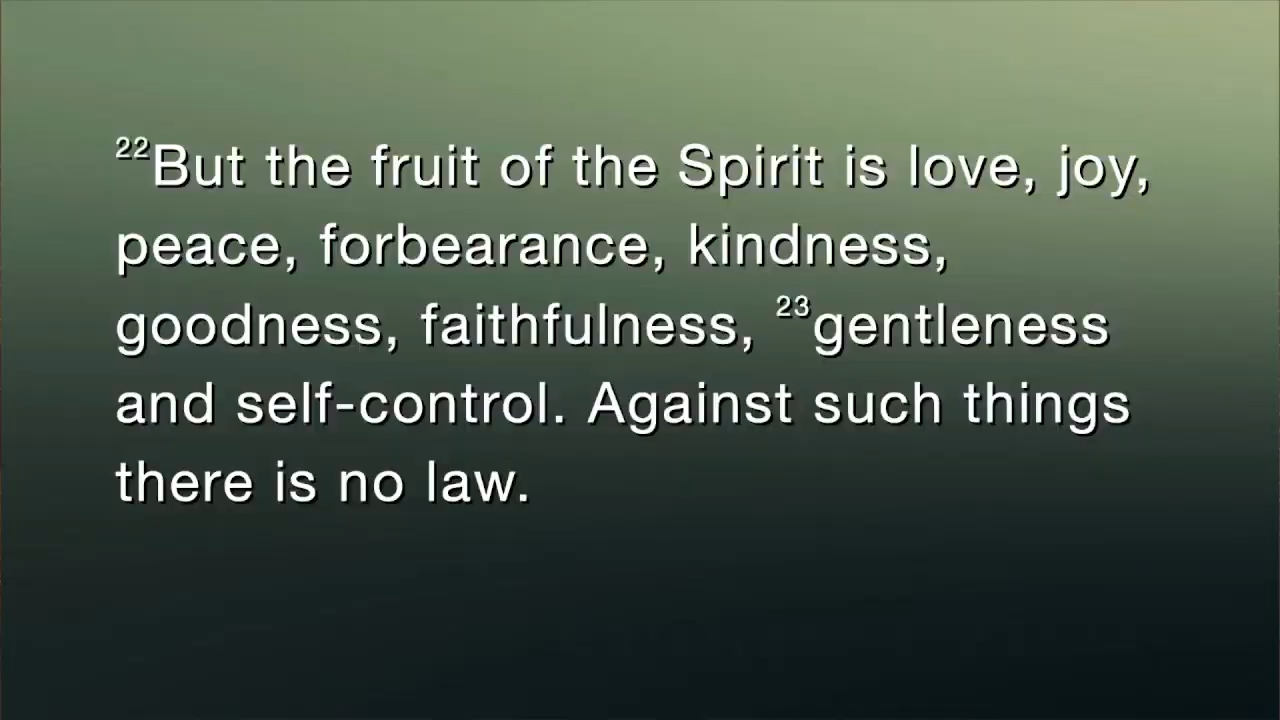 22But the fruit of the Spirit is love, joy,
peace, forbearance, kindness,
goodness, faithfulness, 23gentleness
and self-control. Against such things
there is no law.